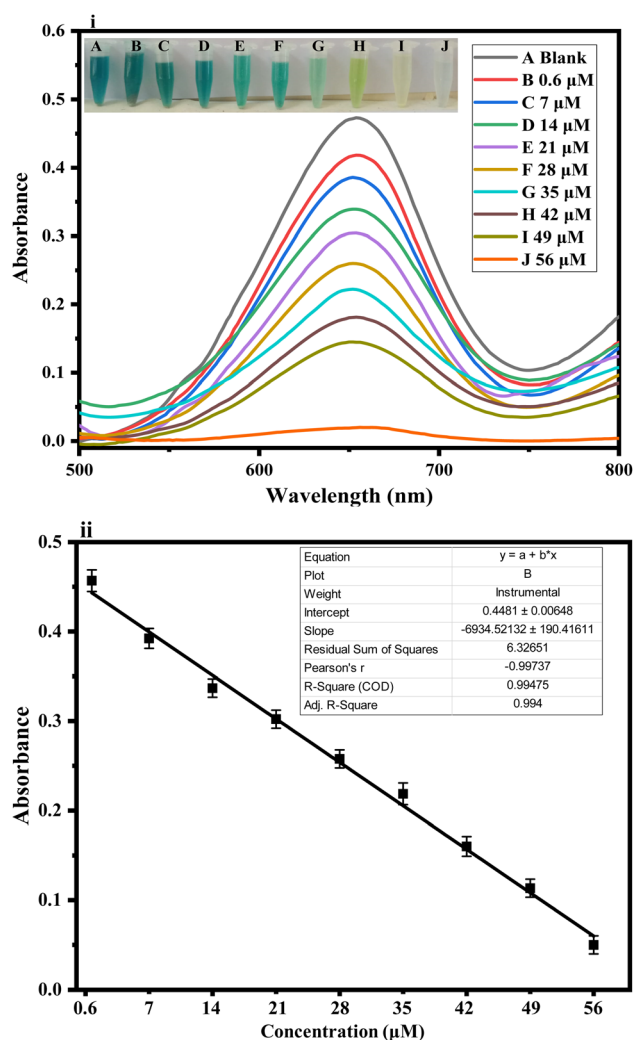 i
A B C D E F G H I J
A Blank
B 0.6 µM
C 7 µM
D 14 µM
E 21 µM
F 28 µM
G 35 µM
H 42 µM
I 49 µM
J 56 µM
0.6
0.5
0.4
0.3
0.2
0.1
0.0
Absorbance
500 600 700 800
Wavelength (nm)
ii
Equation y = a + b*x
Plot B
Weight Instrumental
Intercept 0.4481 ± 0.00648
Slope -6934.52132 ± 190.41611
Residual Sum of Squares 6.32651
Pearson's r -0.99737
R-Square (COD) 0.99475
Adj. R-Square 0.994
0.5
0.4
0.3
0.2
0.1
0.0
Absorbance
0.6 7 14 21 28 35 42 49 56
Concentration (µM)